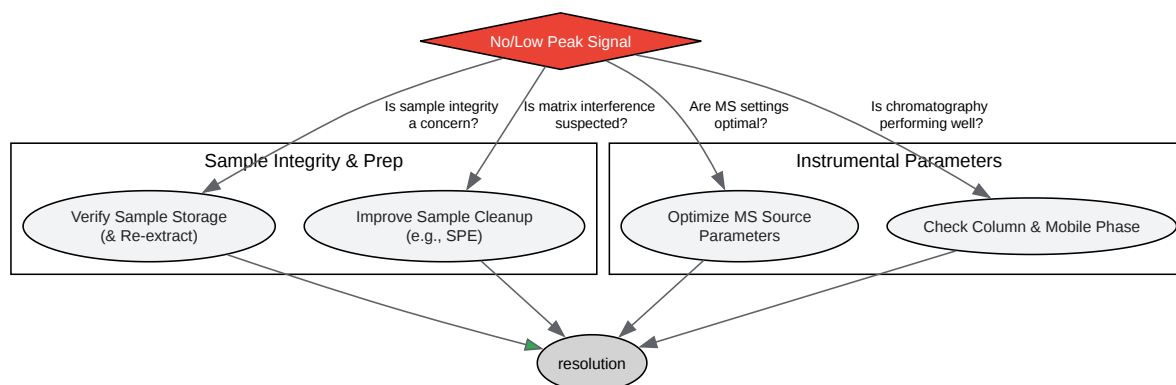 No/Low Peak Signal
Is sample integrity
a concern?
Is matrix interference
suspected?
Are MS settings
optimal?
Is chromatography
performing well?
Sample Integrity & Prep
Instrumental Parameters
Verify Sample Storage
(& Re-extract)
Improve Sample Cleanup
(e.g., SPE)
Optimize MS Source
Parameters
Check Column & Mobile Phase
resolution